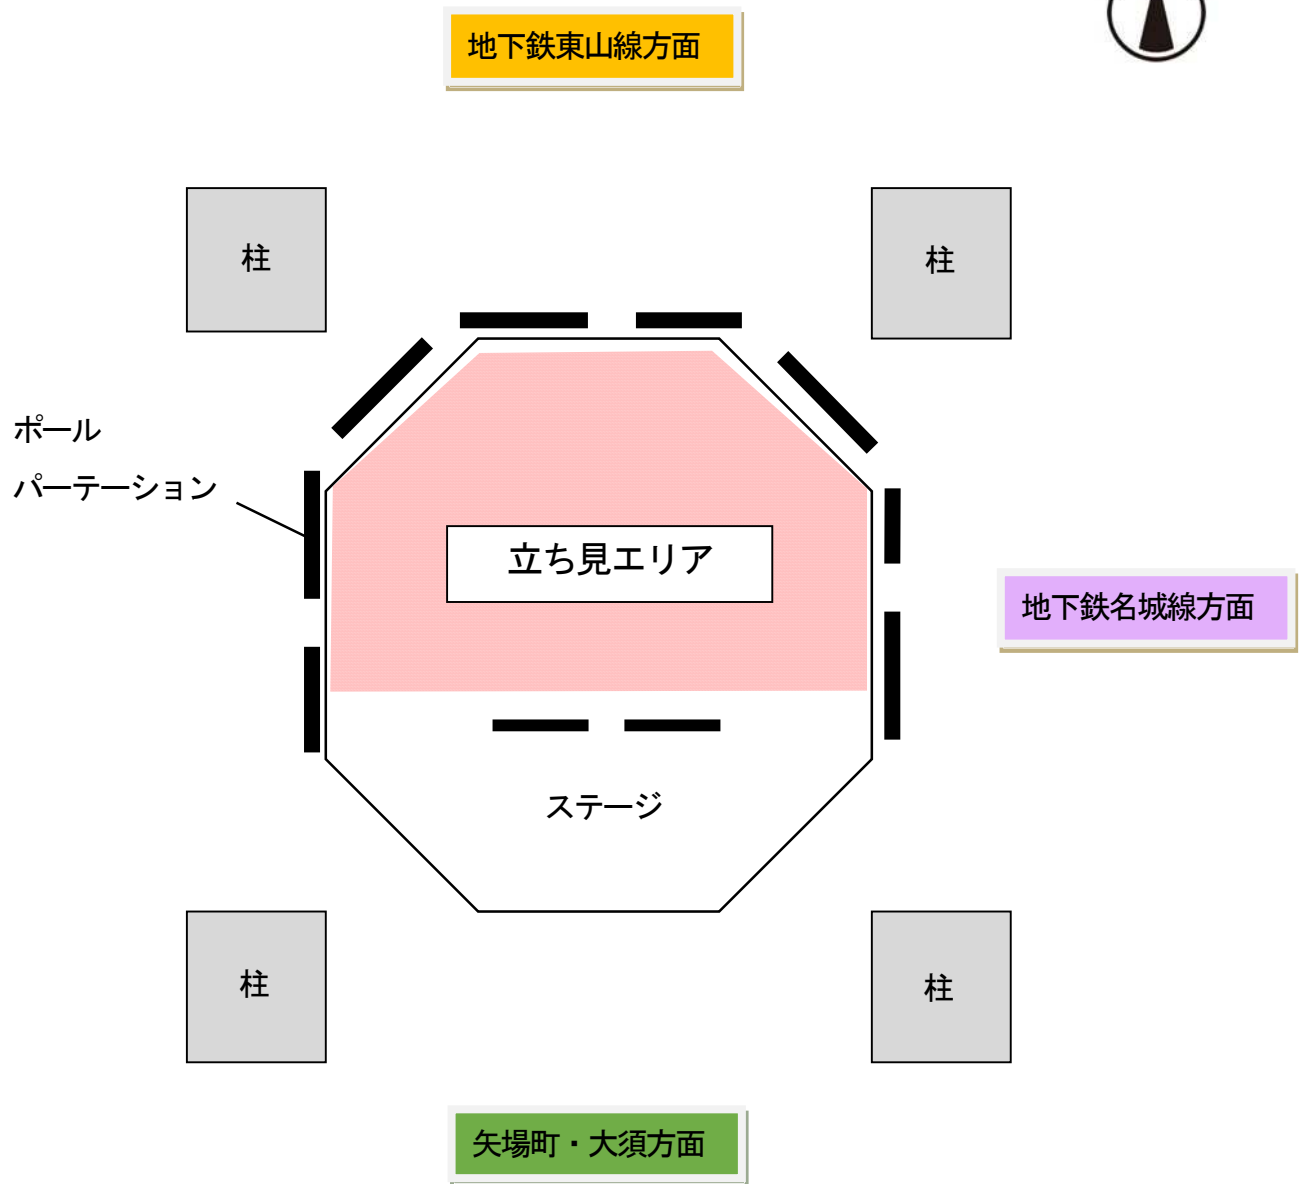 地下鉄東山線方面
柱
柱
ポール
パーテーション
立ち見エリア
地下鉄名城線方面
ステージ
柱
柱
矢場町・大須方面